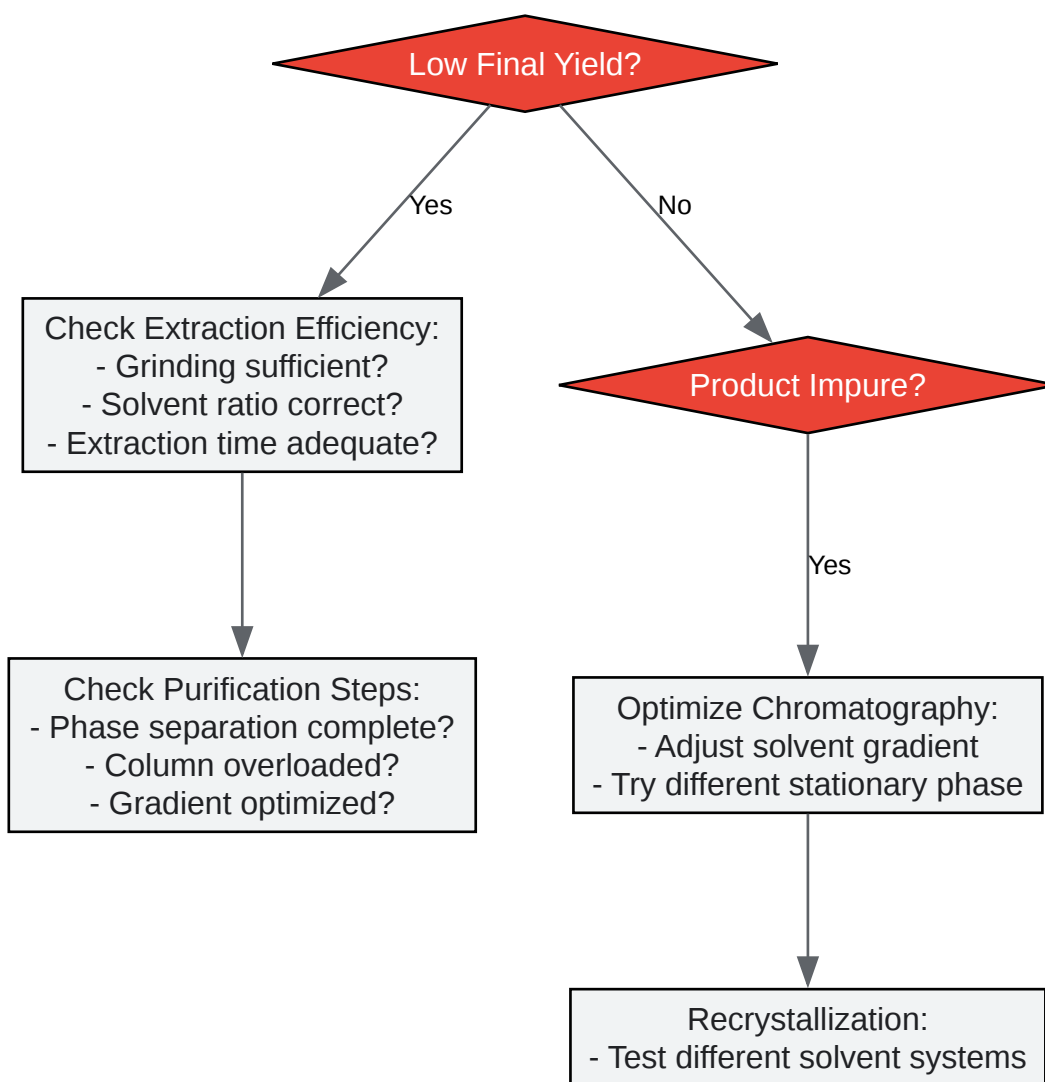 Low Final Yield?
Yes
No
Check Extraction Efficiency:
- Grinding sufficient?
- Solvent ratio correct?
- Extraction time adequate?
Product Impure?
Yes
Check Purification Steps:
- Phase separation complete?
- Column overloaded?
- Gradient optimized?
Optimize Chromatography:
- Adjust solvent gradient
- Try different stationary phase
Recrystallization:
- Test different solvent systems